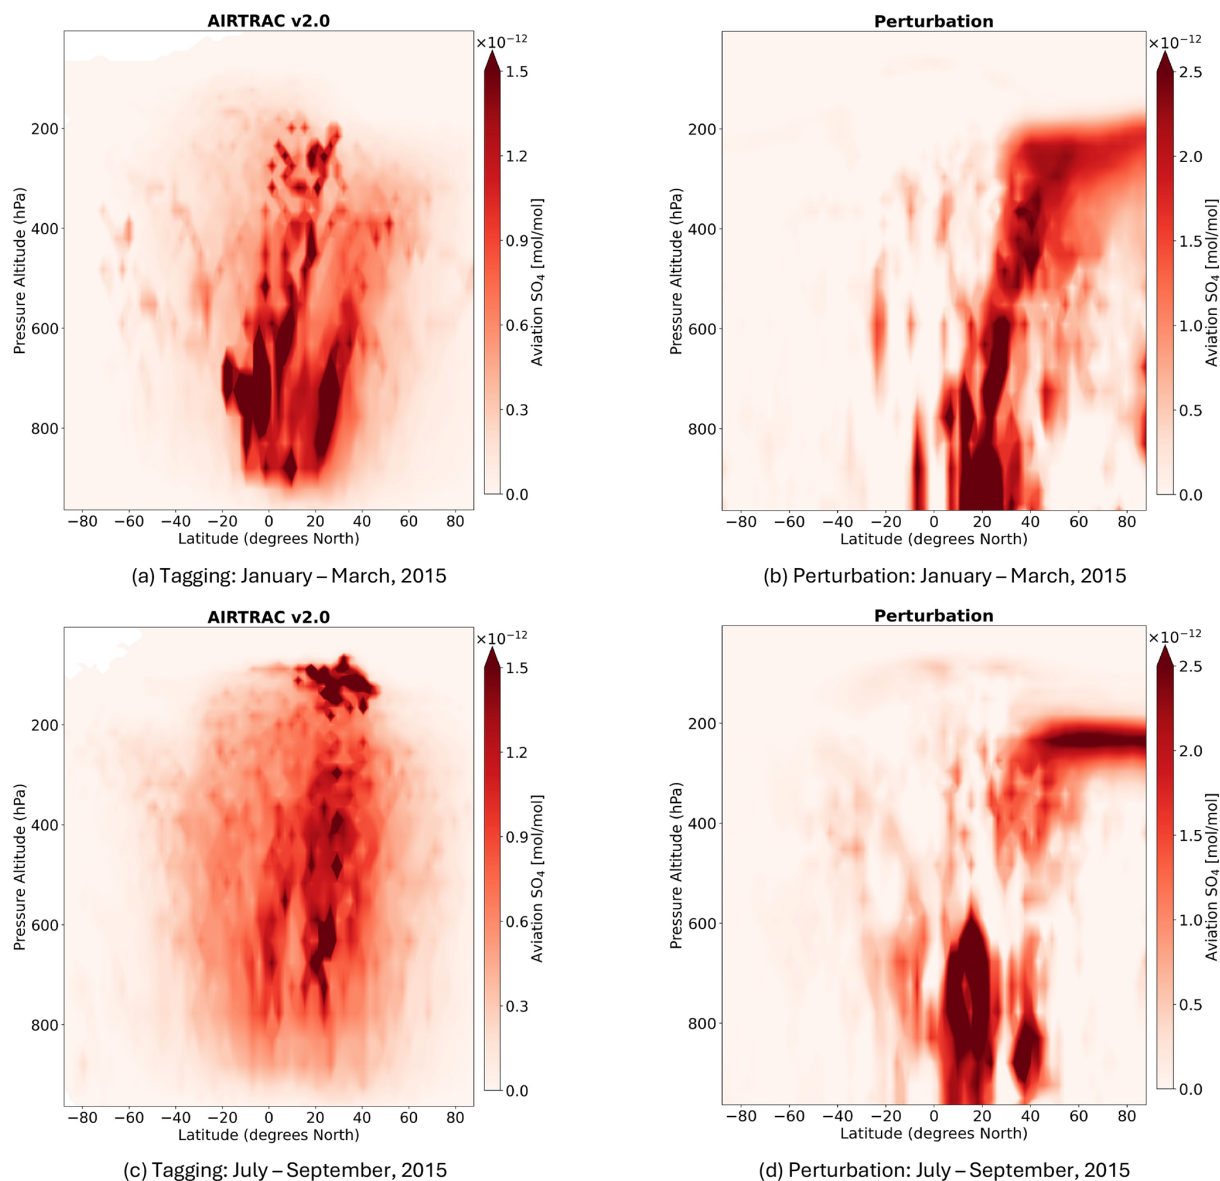 AIRTRAC v2.0
×10⁻¹²
1.5
1.2
0.9
0.6
0.3
0.0
Aviation SO₄ [mol/mol]
200
400
600
800
Pressure Altitude (hPa)
−80 −60 −40 −20 0 20 40 60 80
Latitude (degrees North)
(a) Tagging: January – March, 2015
Perturbation
×10⁻¹²
2.5
2.0
1.5
1.0
0.5
0.0
Aviation SO₄ [mol/mol]
200
400
600
800
Pressure Altitude (hPa)
−80 −60 −40 −20 0 20 40 60 80
Latitude (degrees North)
(b) Perturbation: January – March, 2015
AIRTRAC v2.0
×10⁻¹²
1.5
1.2
0.9
0.6
0.3
0.0
Aviation SO₄ [mol/mol]
200
400
600
800
Pressure Altitude (hPa)
−80 −60 −40 −20 0 20 40 60 80
Latitude (degrees North)
(c) Tagging: July – September, 2015
Perturbation
×10⁻¹²
2.5
2.0
1.5
1.0
0.5
0.0
Aviation SO₄ [mol/mol]
200
400
600
800
Pressure Altitude (hPa)
−80 −60 −40 −20 0 20 40 60 80
Latitude (degrees North)
(d) Perturbation: July – September, 2015